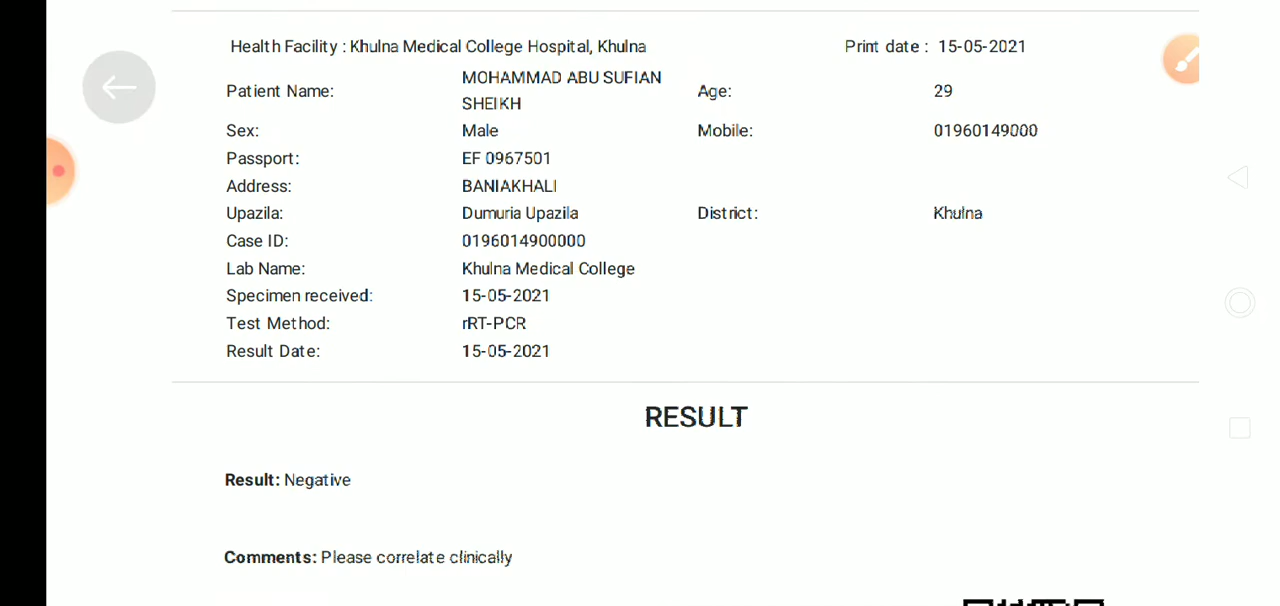 Health Facility : Khulna Medical College Hospital, Khulna Print date : 15-05-2021
Patient Name: MOHAMMAD ABU SUFIAN SHEIKH Age: 29
Sex: Male Mobile: 01960149000
Passport: EF 0967501
Address: BANIAKHALI
Upazila: Dumuria Upazila District: Khulna
Case ID: 0196014900000
Lab Name: Khulna Medical College
Specimen received: 15-05-2021
Test Method: rRT-PCR
Result Date: 15-05-2021
RESULT
Result: Negative
Comments: Please correlate clinically